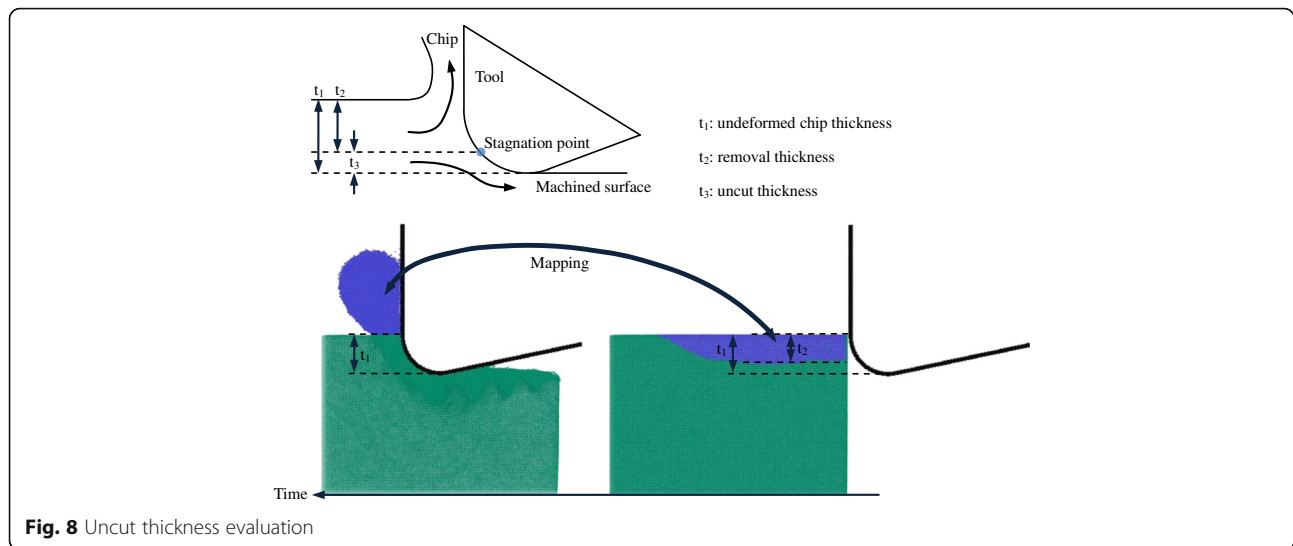 Chip
Tool
t₁ t₂
Stagnation point
t₃
Machined surface
t₁: undeformed chip thickness
t₂: removal thickness
t₃: uncut thickness
Mapping
t₁
t₁ t₂
Time
Fig. 8 Uncut thickness evaluation